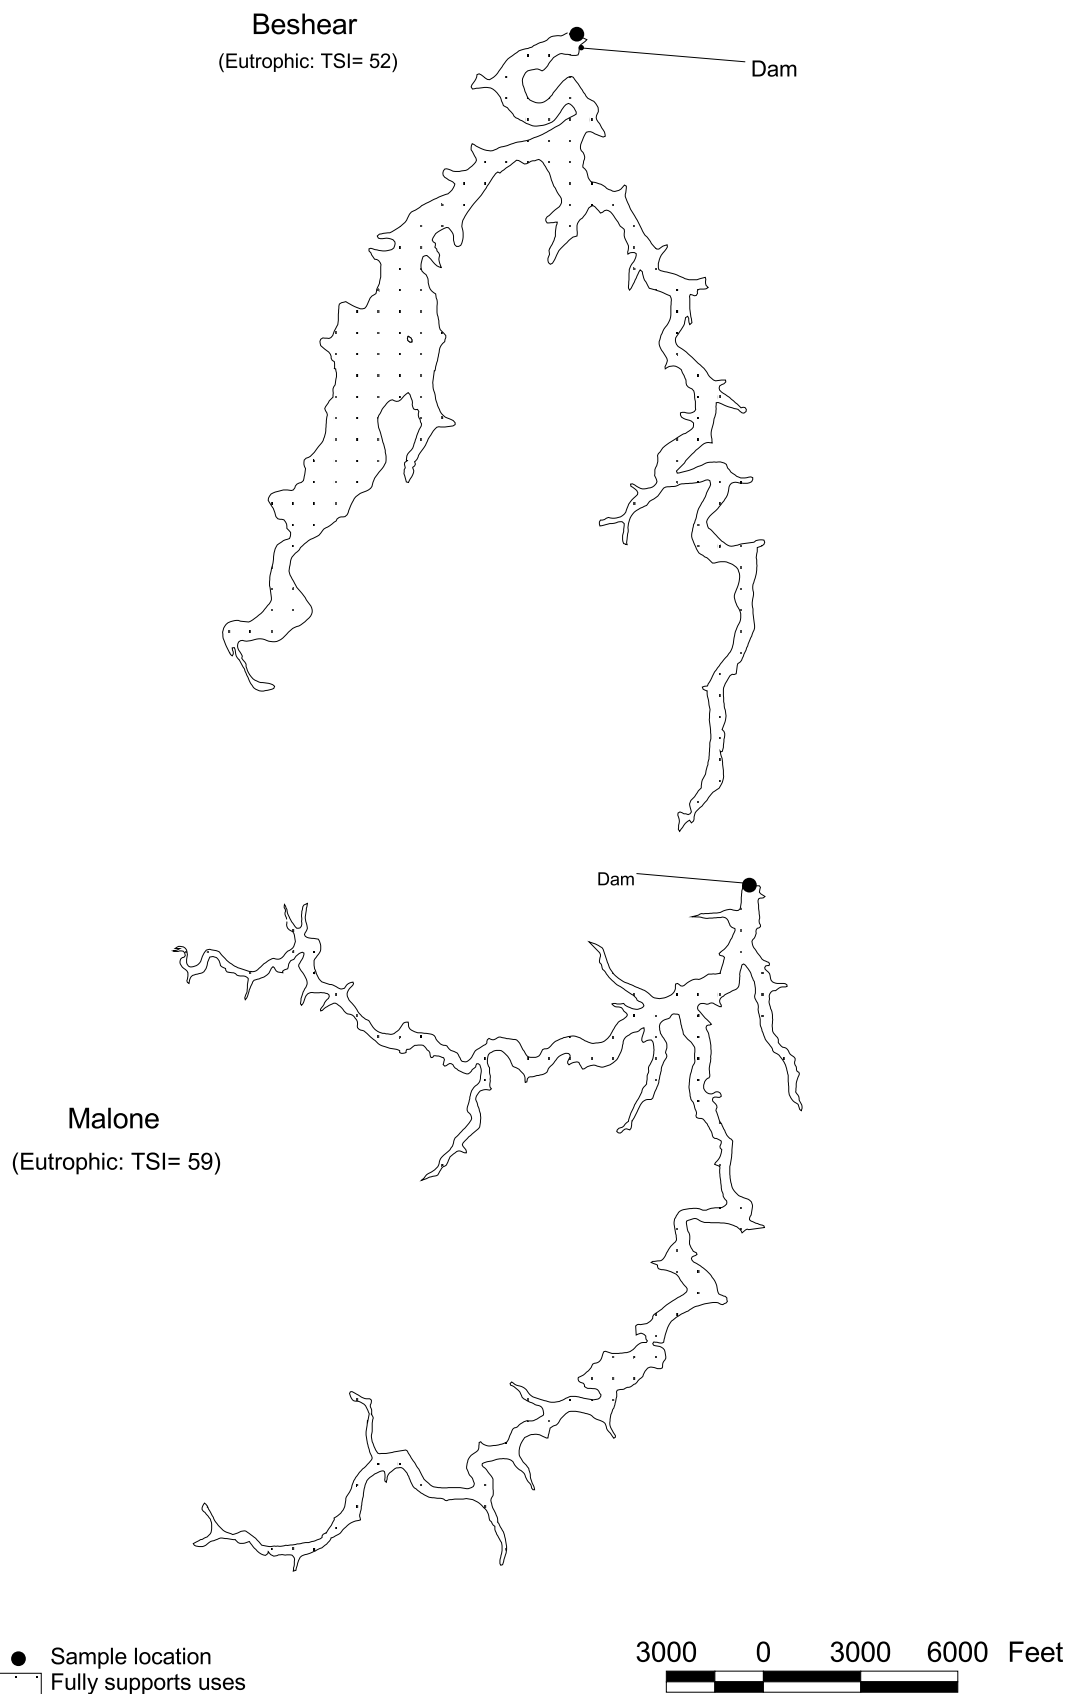 Beshear
(Eutrophic: TSI= 52)
Dam
Dam
Malone
(Eutrophic: TSI= 59)
Sample location
Fully supports uses
3000 0 3000 6000 Feet